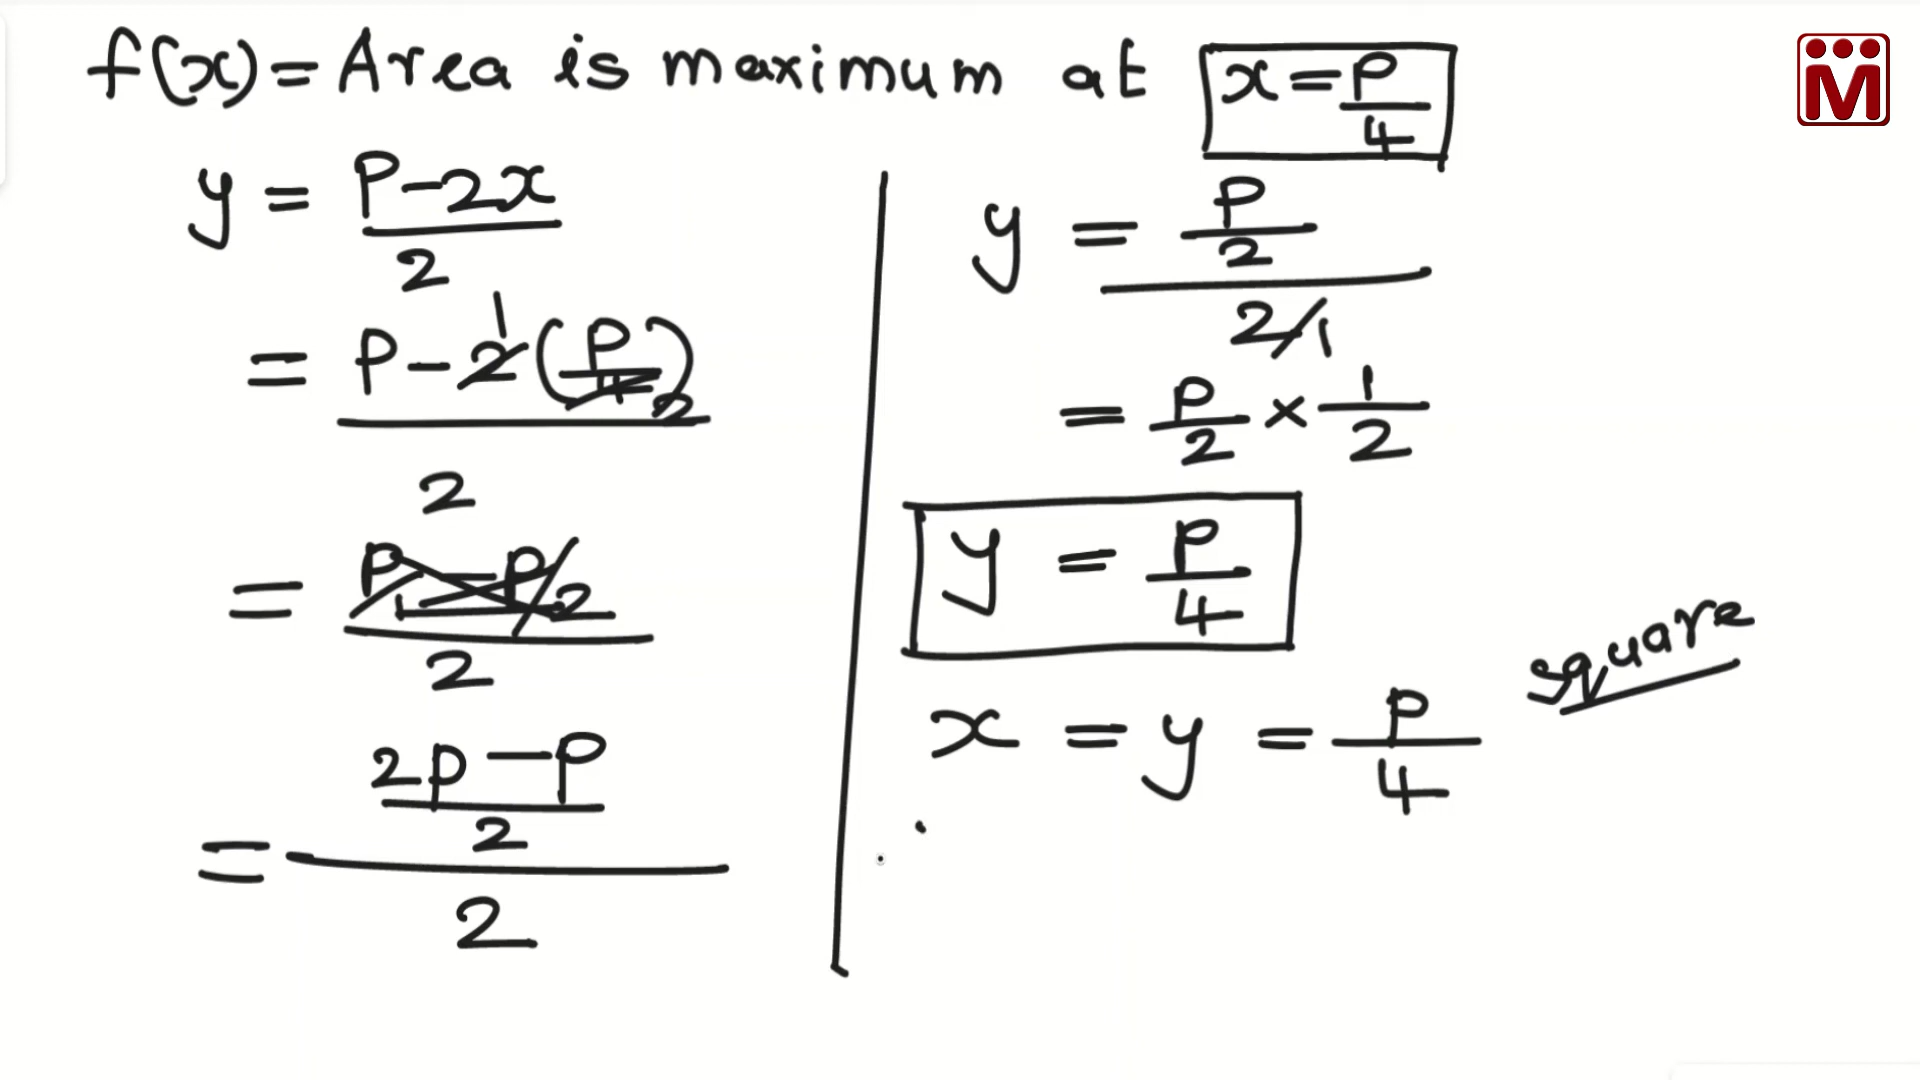 f(x) = Area is maximum at x = P/4
y = (P - 2x)/2
= (P - 2(P/4))/2
= (P - P/2)/2
= ((2P - P)/2)/2
y = (P/2)/(2/1)
= P/2 × 1/2
y = P/4
x = y = P/4 square
M